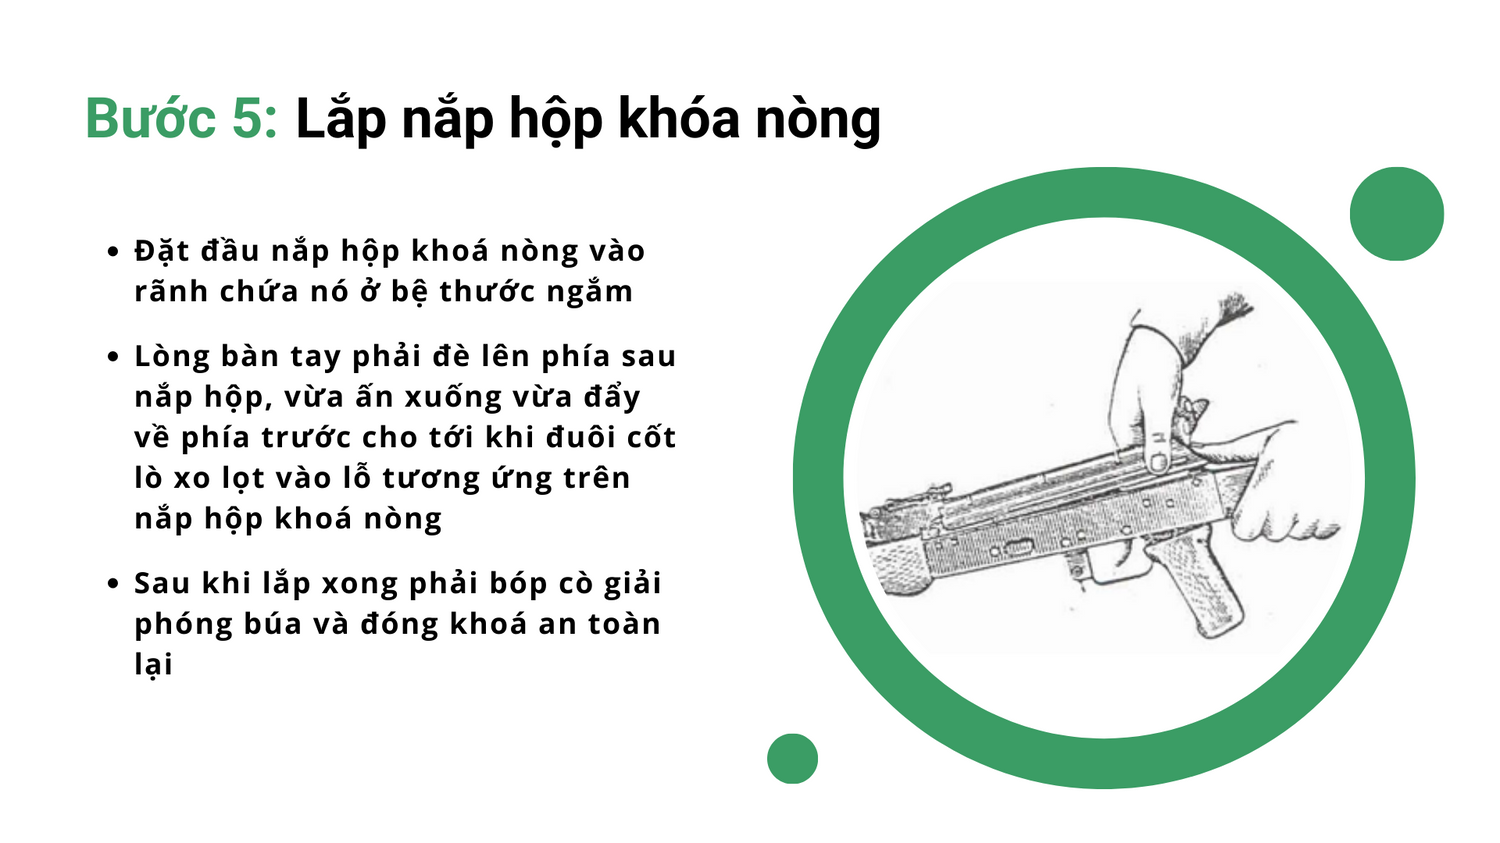 Bước 5: Lắp nắp hộp khóa nòng
• Đặt đầu nắp hộp khoá nòng vào
rãnh chứa nó ở bệ thước ngắm
• Lòng bàn tay phải đè lên phía sau
nắp hộp, vừa ấn xuống vừa đẩy
về phía trước cho tới khi đuôi cốt
lò xo lọt vào lỗ tương ứng trên
nắp hộp khoá nòng
• Sau khi lắp xong phải bóp cò giải
phóng búa và đóng khoá an toàn
lại